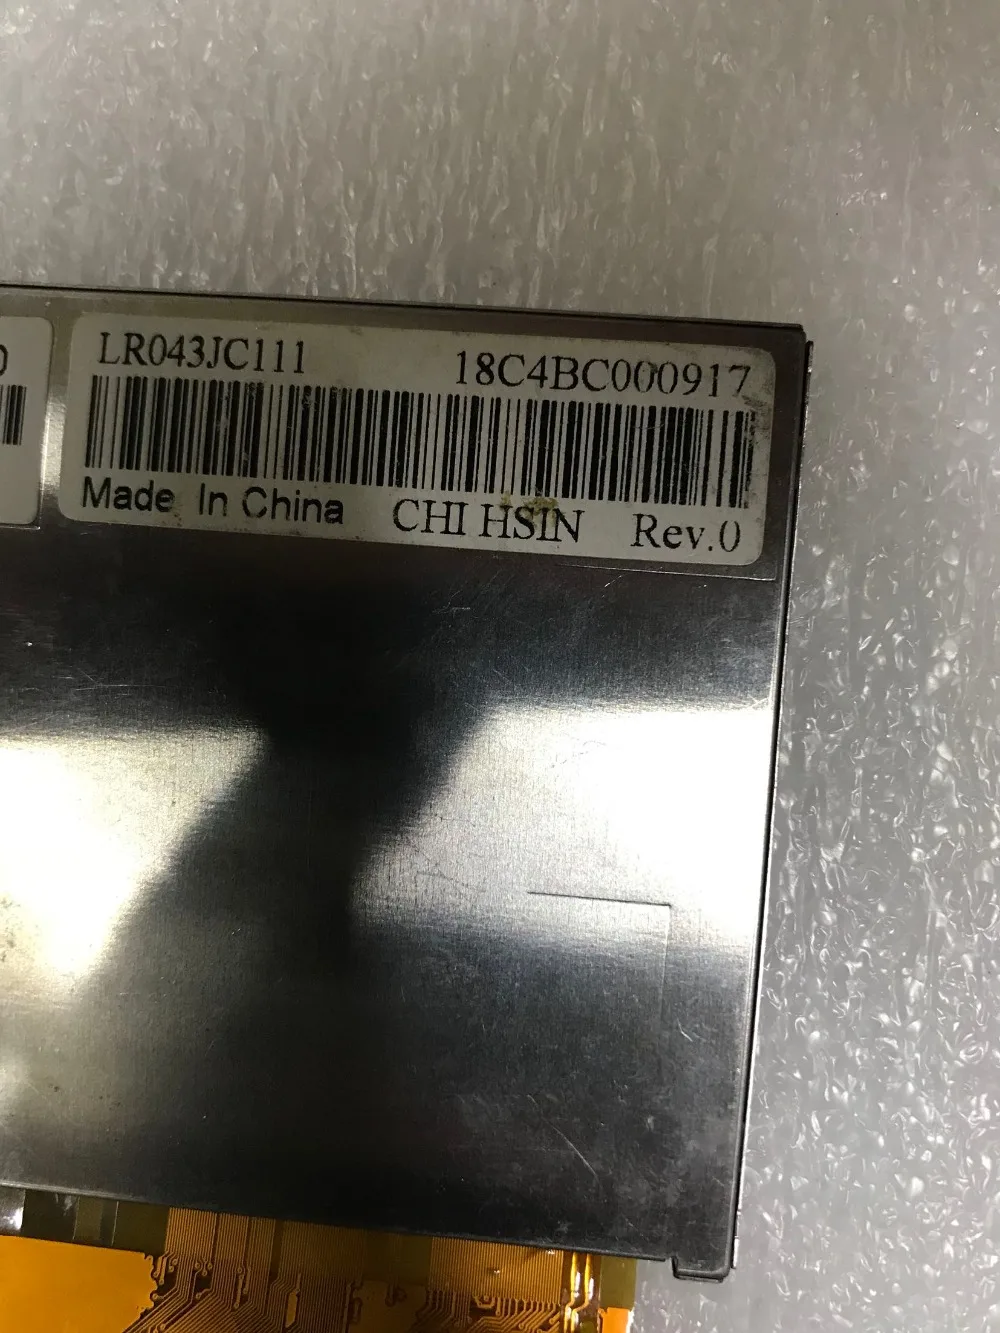 LR043JC111 18C4BC000917
Made In China CHI HSIN Rev.0